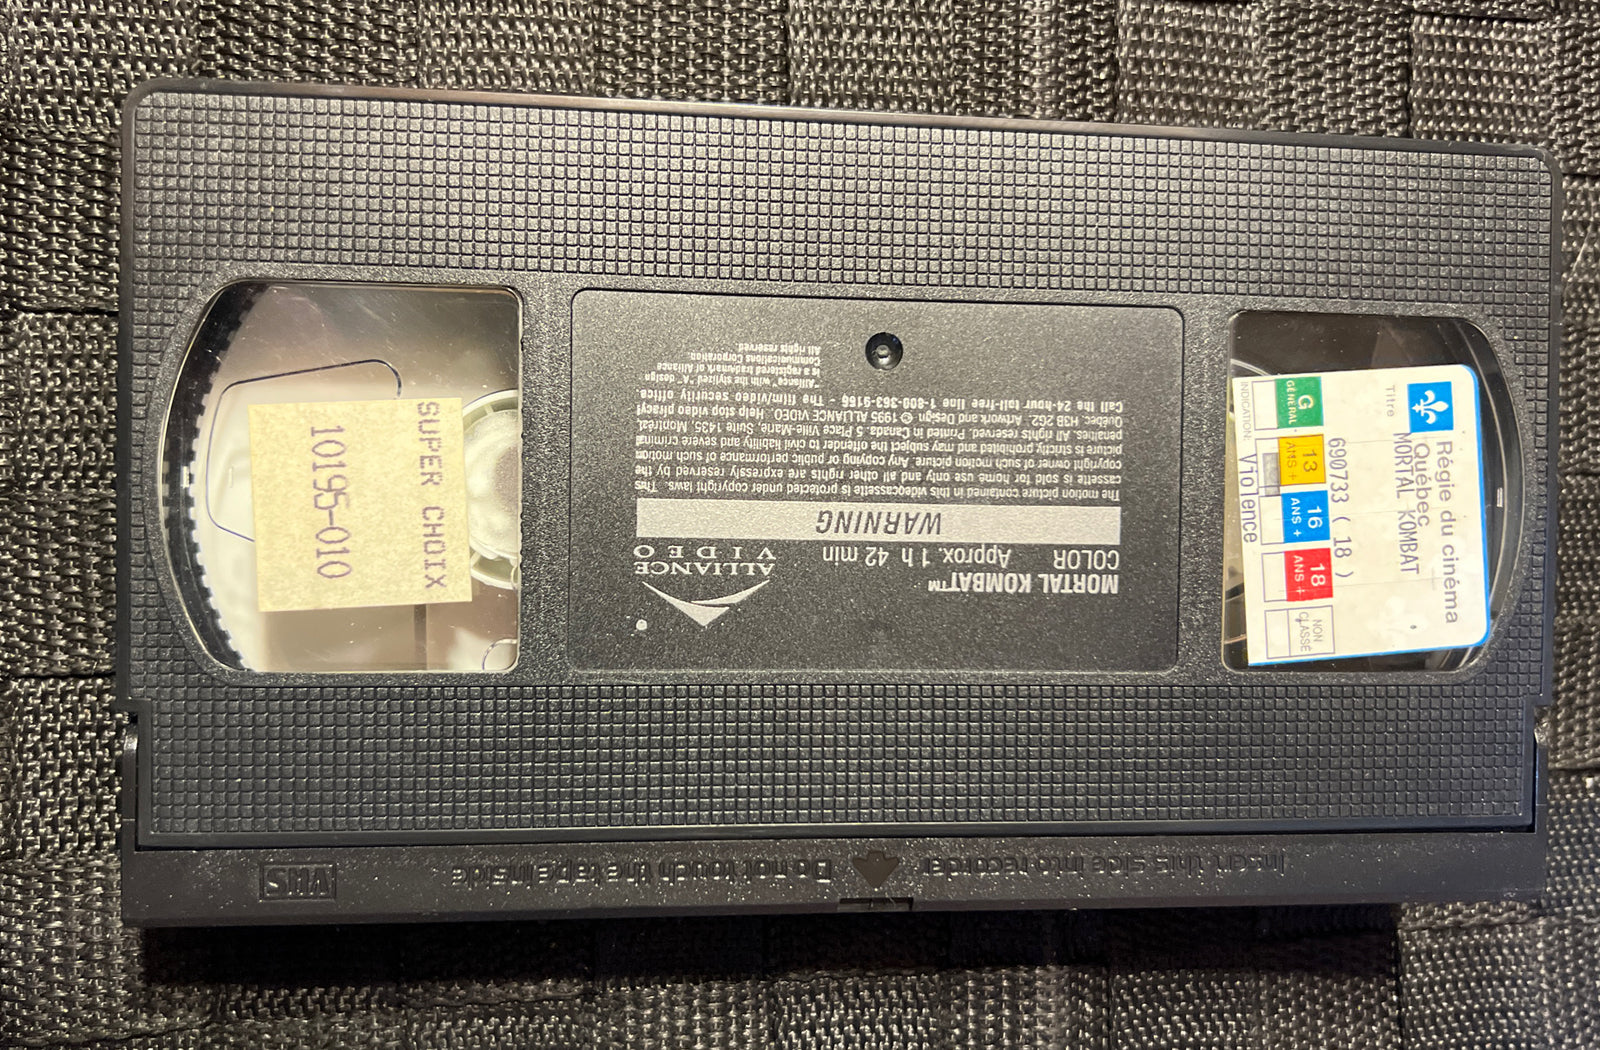 SUPER CHOIX
10195-010
MORTAL KOMBAT™
COLOR Approx. 1 h 42 min
ALLIANCE
VIDEO
WARNING
The motion picture contained in this videocassette is protected under copyright laws. This
cassette is sold for home use only and all other rights are expressly reserved by the
copyright owner of such motion picture. Any copying or public performance of such motion
picture is strictly prohibited and may subject the offender to civil liability and severe criminal
penalties. All rights reserved. Printed in Canada. 5 Place Ville-Marie, Suite 1435, Montréal,
Québec, H3B 2G2. Artwork and Design © 1995 ALLIANCE VIDEO. Help stop video piracy!
Call the 24-hour toll-free line 1-800-363-9166 - The film/video security office
"Alliance" with the stylized "A" design
is a registered trademark of Alliance
Communications Corporation
All rights reserved
Régie du cinéma
Québec
Titre
MORTAL KOMBAT
690733 ( 18 )
G
GÉNÉRAL
13
ANS +
16
ANS +
18
ANS +
NON
CLASSÉ
INDICATION:
Violence
Insert this side into recorder
Do not touch the tape inside
VHS